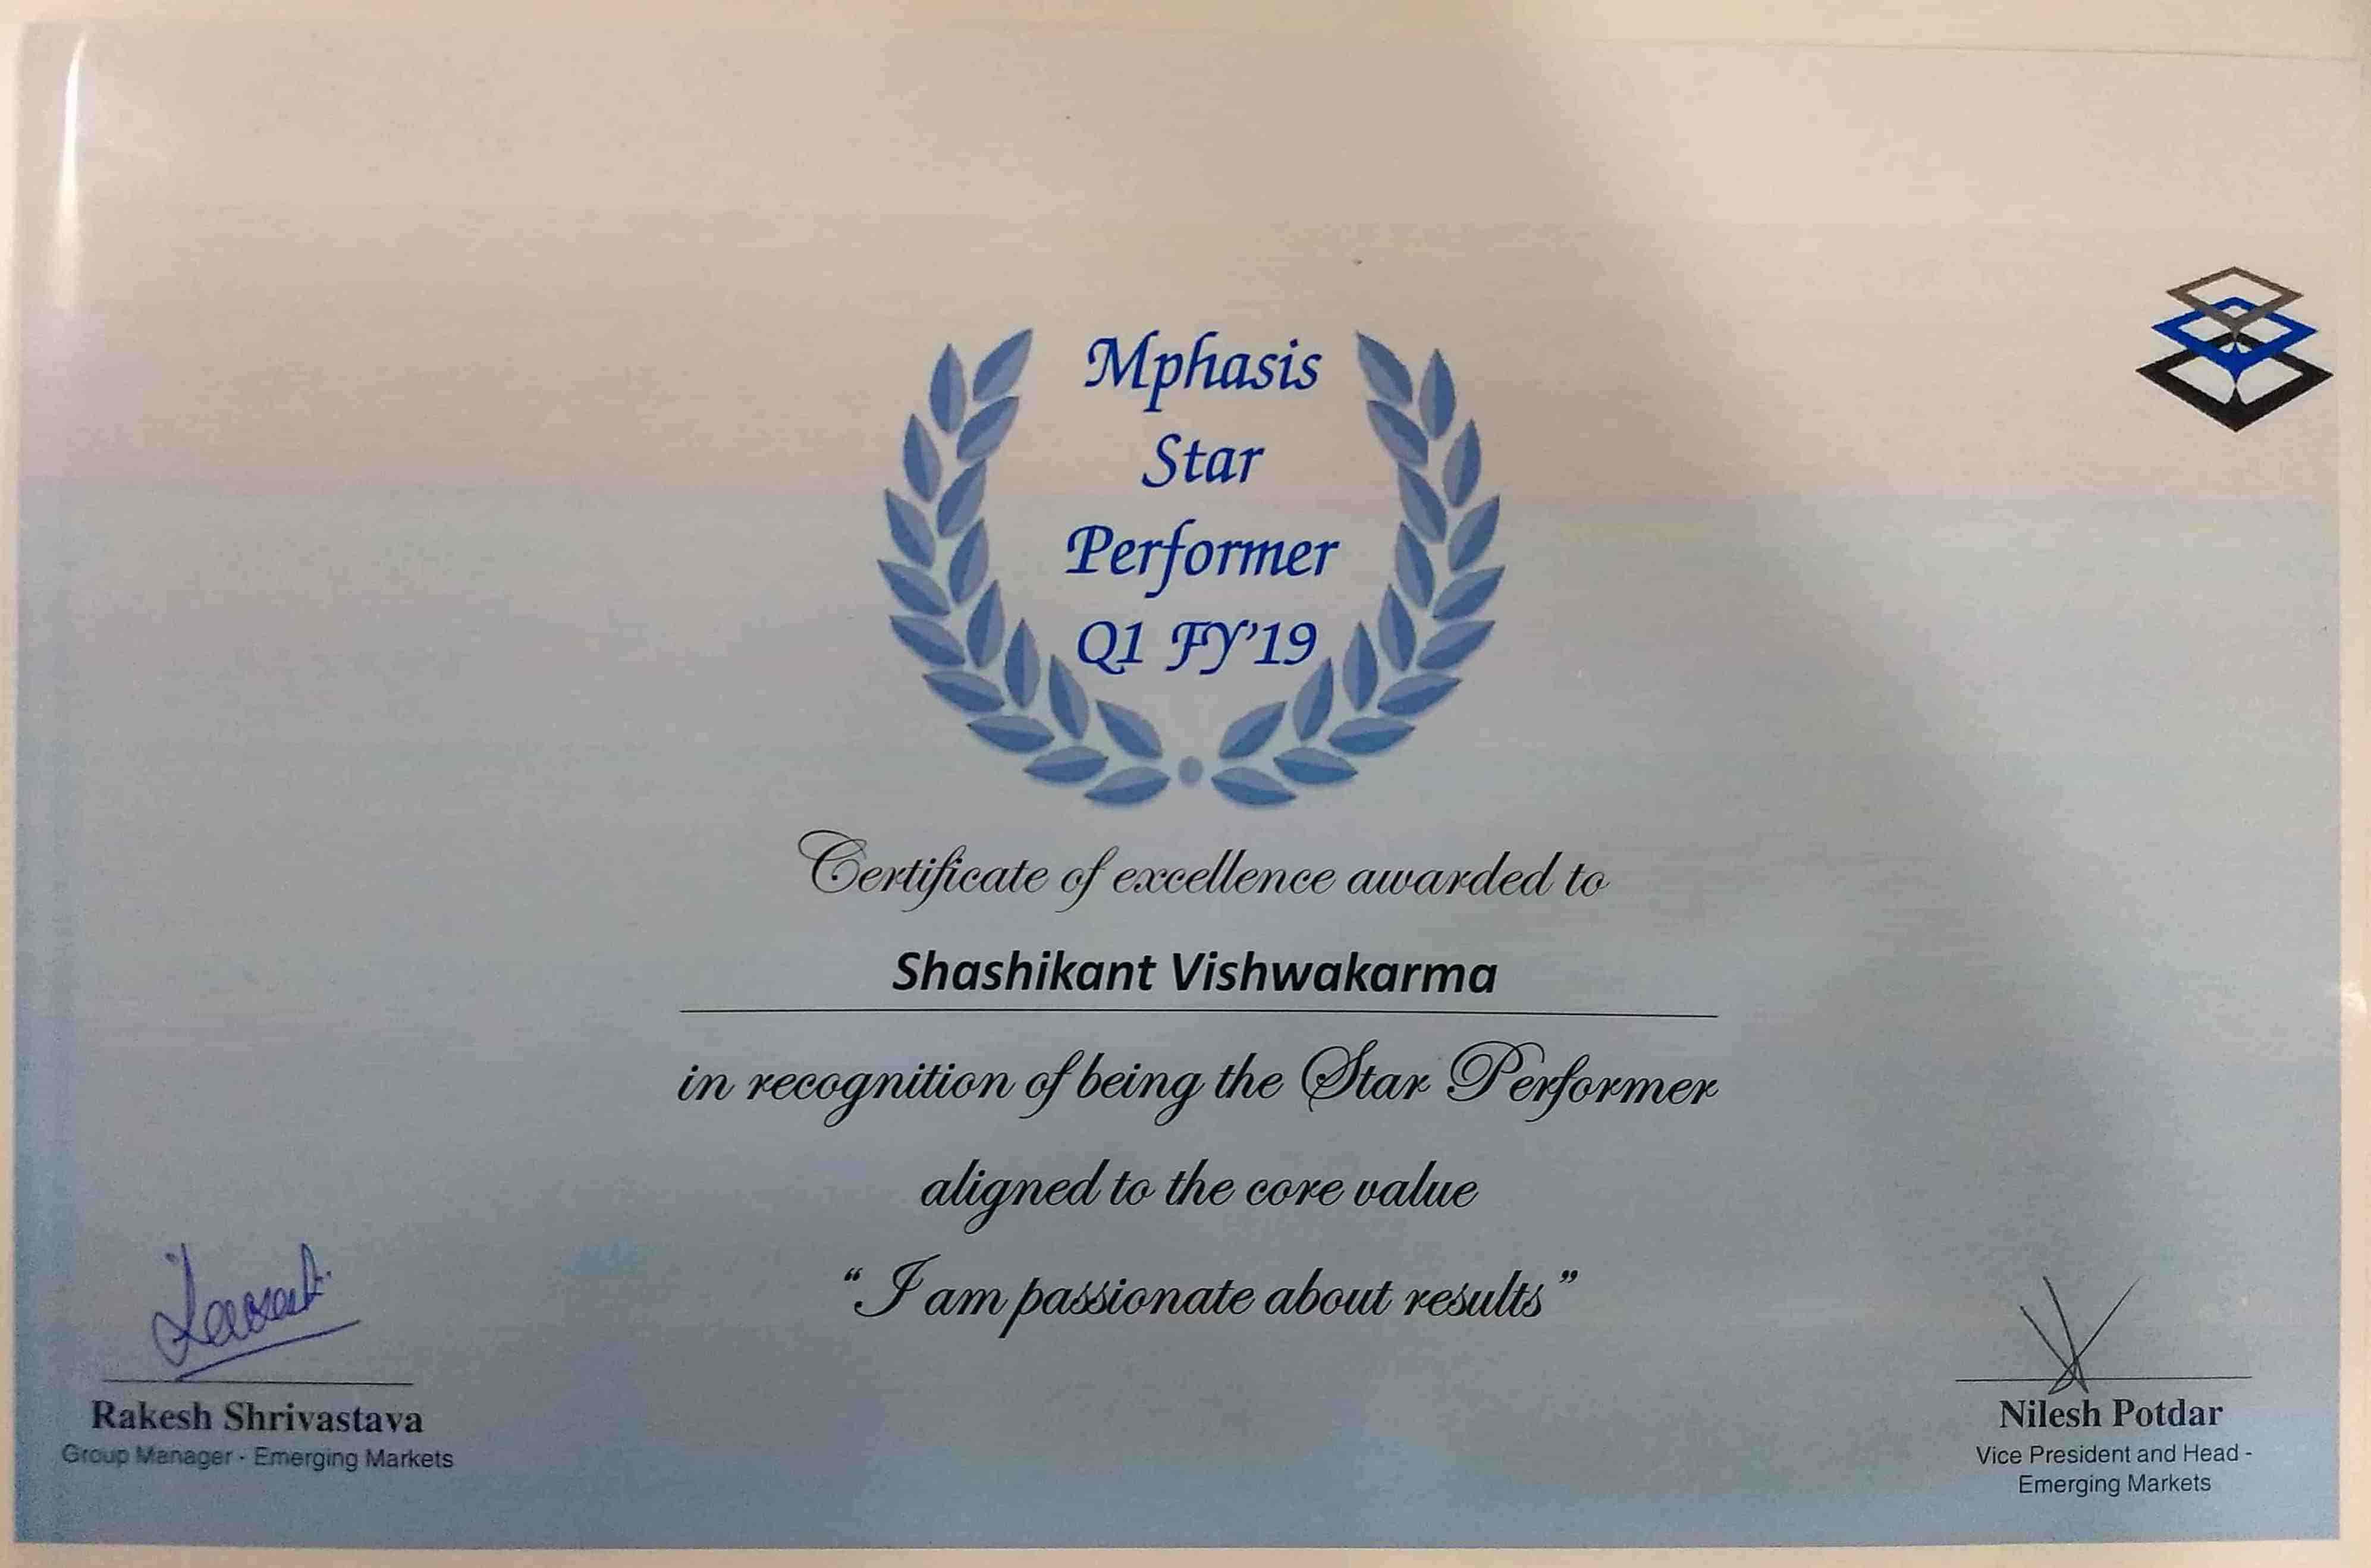 Mphasis
Star
Performer
Q1 FY'19
Certificate of excellence awarded to
Shashikant Vishwakarma
in recognition of being the Star Performer
aligned to the core value
“I am passionate about results”
Rakesh Shrivastava
Group Manager - Emerging Markets
Nilesh Potdar
Vice President and Head -
Emerging Markets